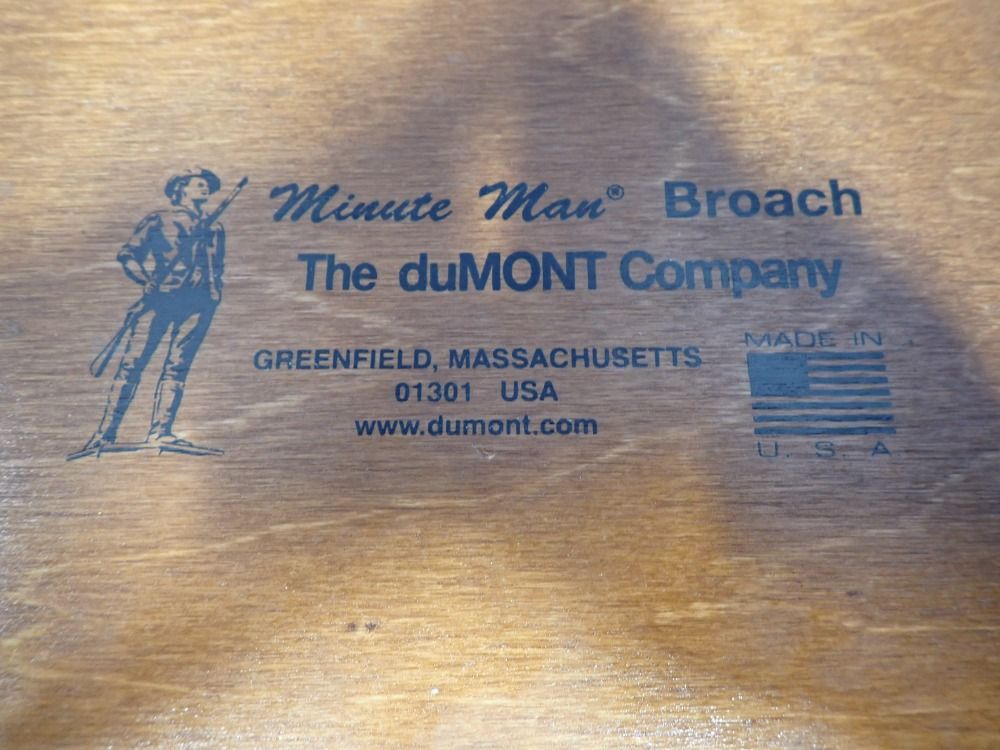 Minute Man® Broach
The duMONT Company
GREENFIELD, MASSACHUSETTS
01301 USA
www.dumont.com
MADE IN
U. S. A